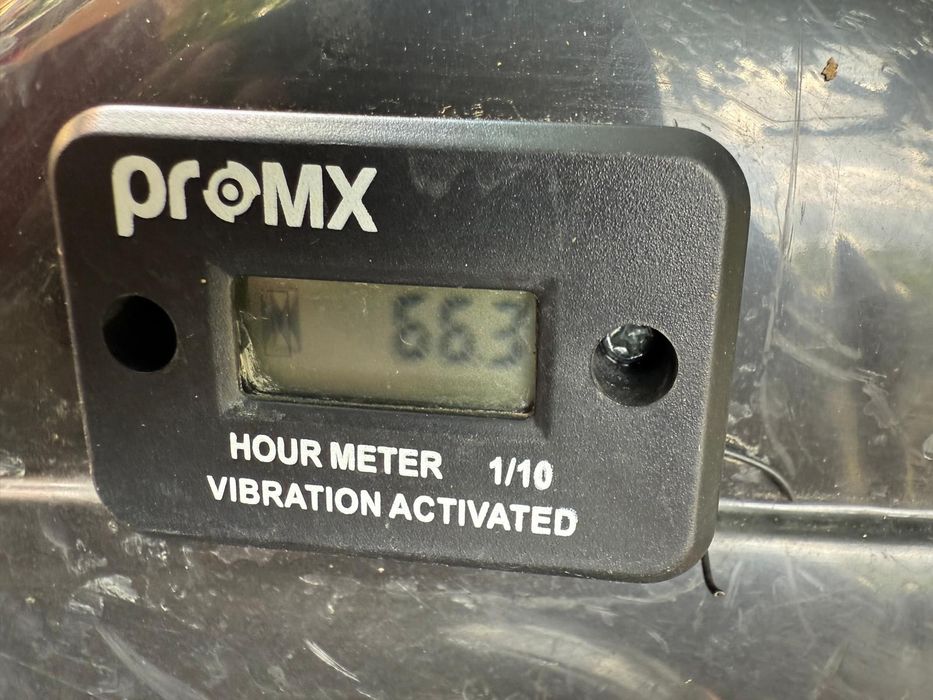 proMX
663
HOUR METER 1/10
VIBRATION ACTIVATED